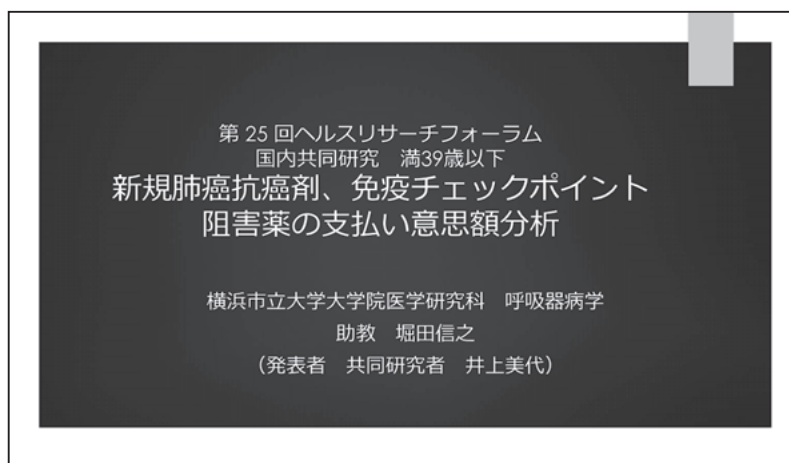 第 25 回ヘルスリサーチフォーラム
国内共同研究　満39歳以下
新規肺癌抗癌剤、免疫チェックポイント
阻害薬の支払い意思額分析
横浜市立大学大学院医学研究科　呼吸器病学
助教　堀田信之
（発表者　共同研究者　井上美代）